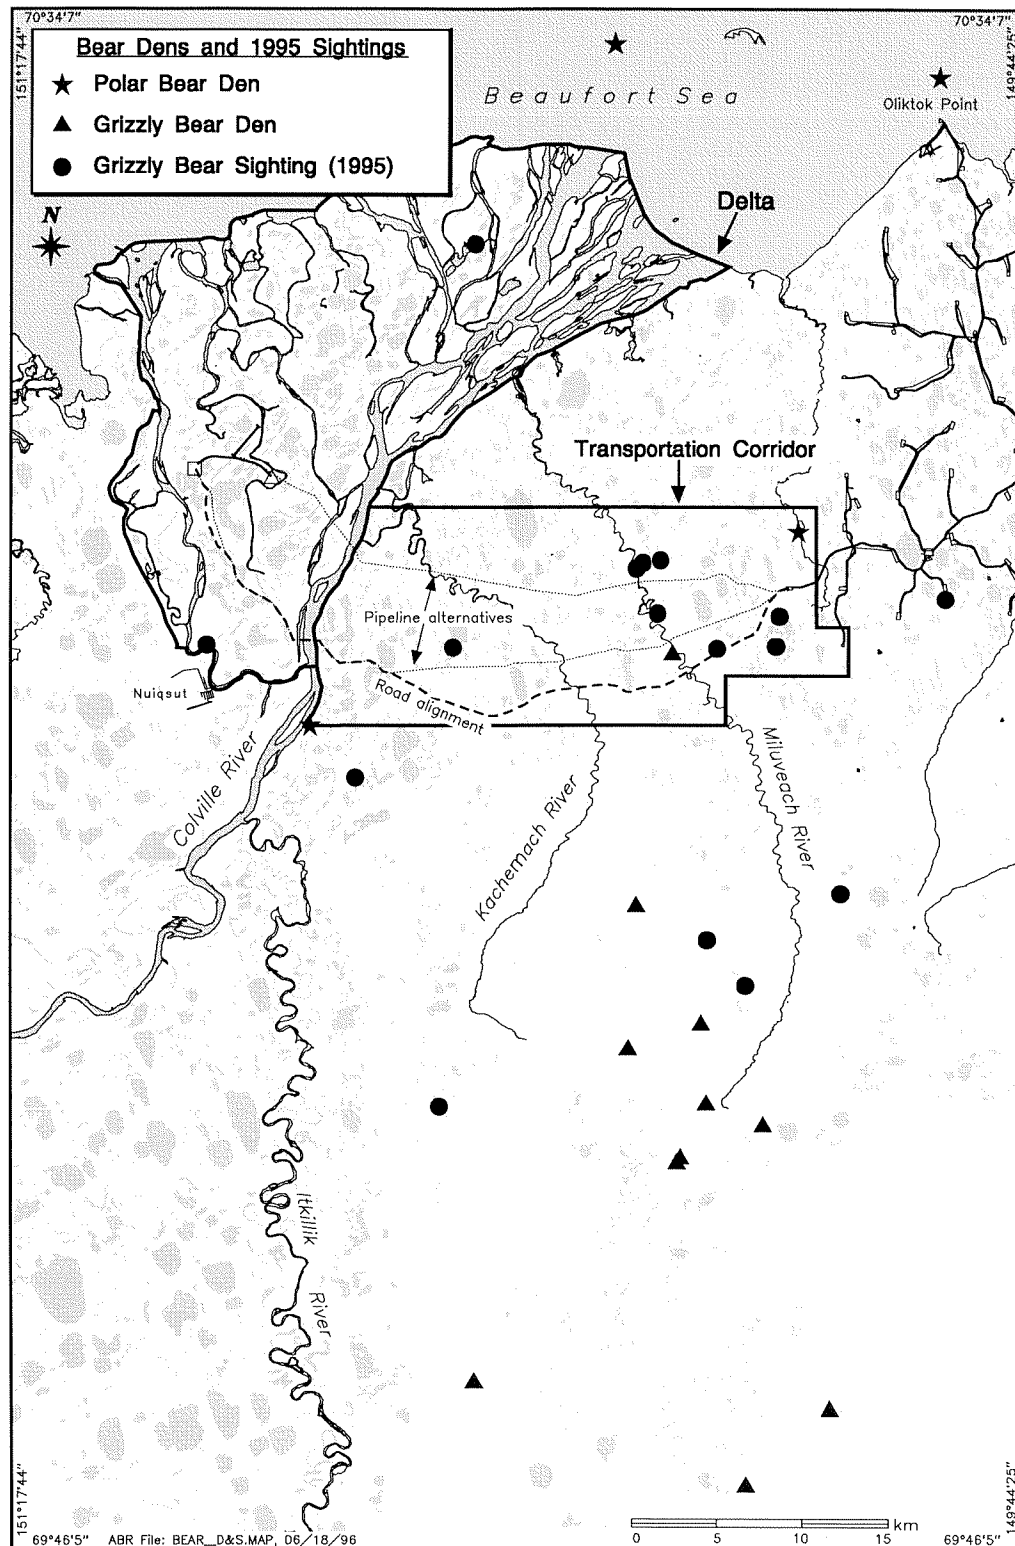 70°34'7"
70°34'7"
151°17'44"
149°44'25"
Bear Dens and 1995 Sightings
Polar Bear Den
Grizzly Bear Den
Grizzly Bear Sighting (1995)
Beaufort Sea
Oliktok Point
N
Delta
Transportation Corridor
Pipeline alternatives
Nuiqsut
Road alignment
Colville River
Kachemach River
Miluveach River
Itkillik River
151°17'44"
149°44'25"
0 5 10 15 km
69°46'5" ABR File: BEAR_D&S.MAP, 06/18/96
69°46'5"